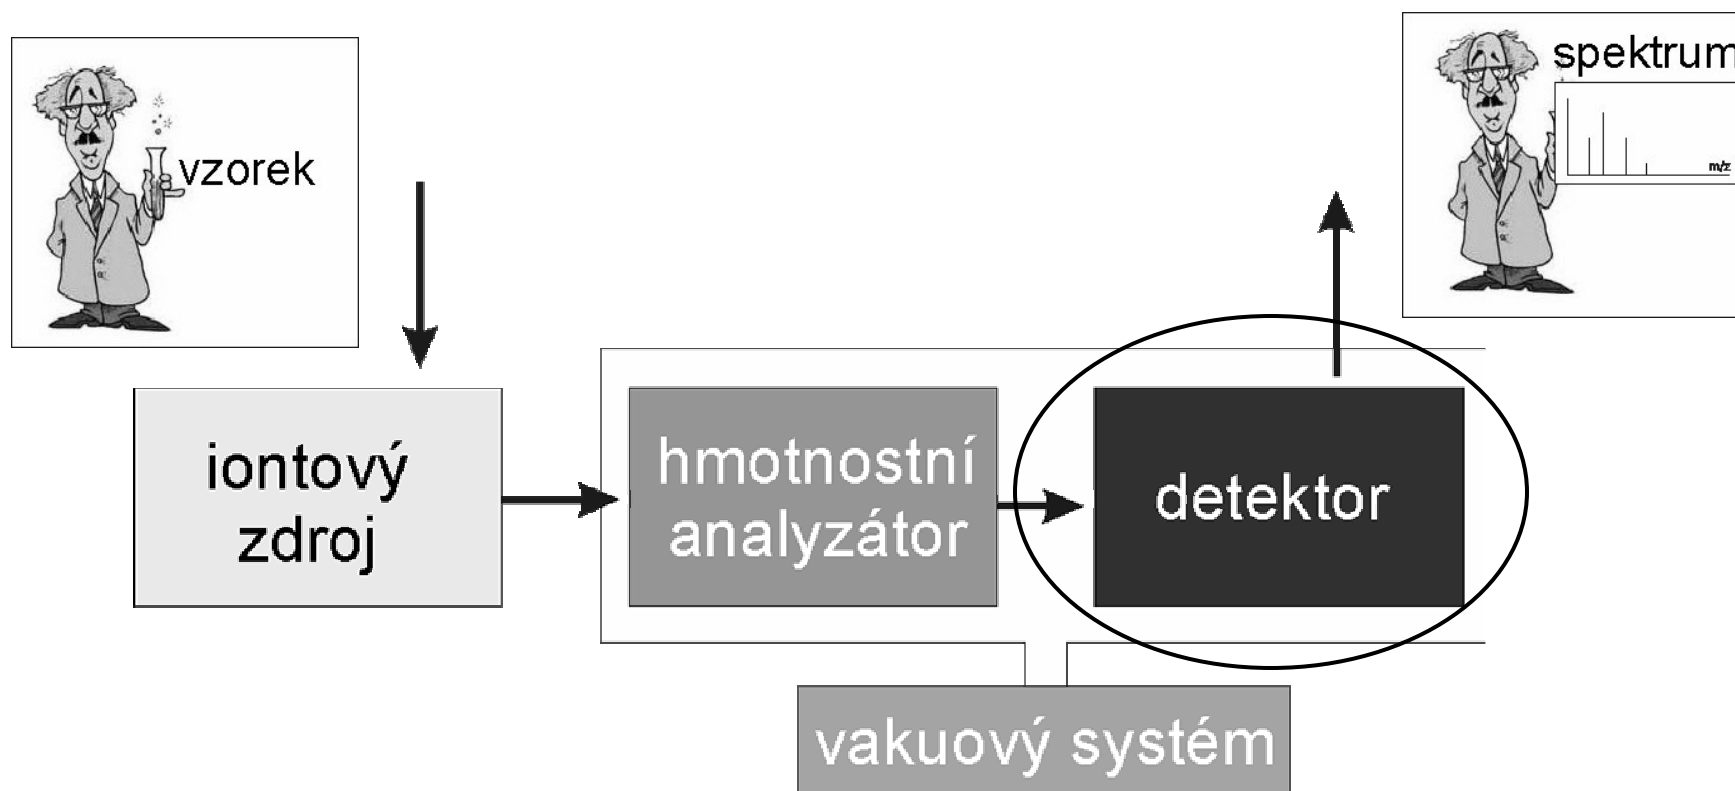 vzorek
spektrum
m/z
iontový
zdroj
hmotnostní
analyzátor
detektor
vakuový systém